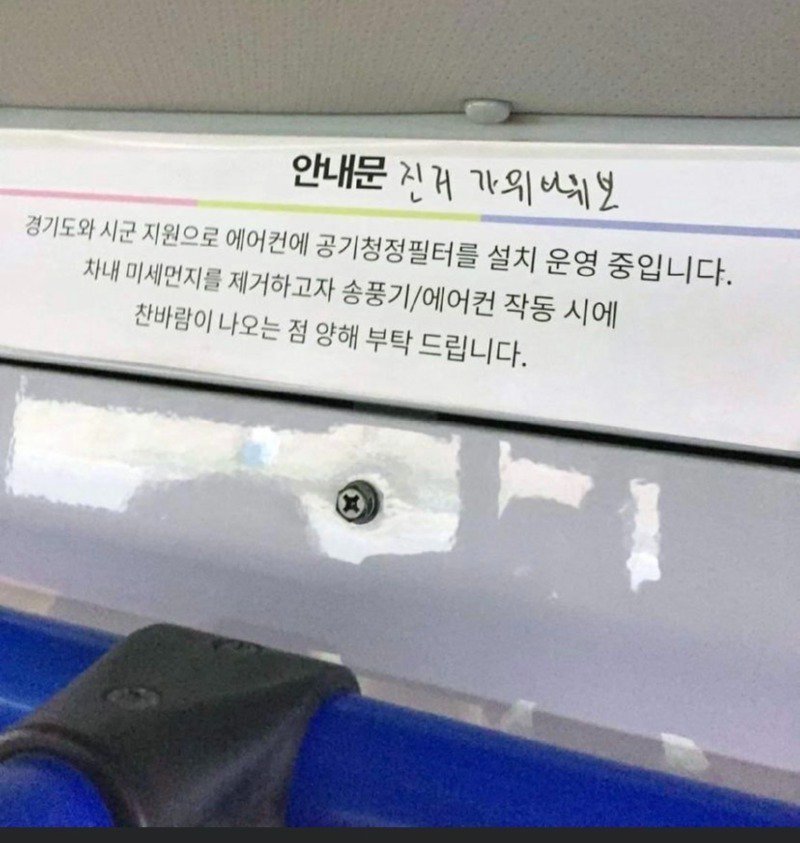 안내문 진거 가위바위보
경기도와 시군 지원으로 에어컨에 공기청정필터를 설치 운영 중입니다.
차내 미세먼지를 제거하고자 송풍기/에어컨 작동 시에
찬바람이 나오는 점 양해 부탁 드립니다.